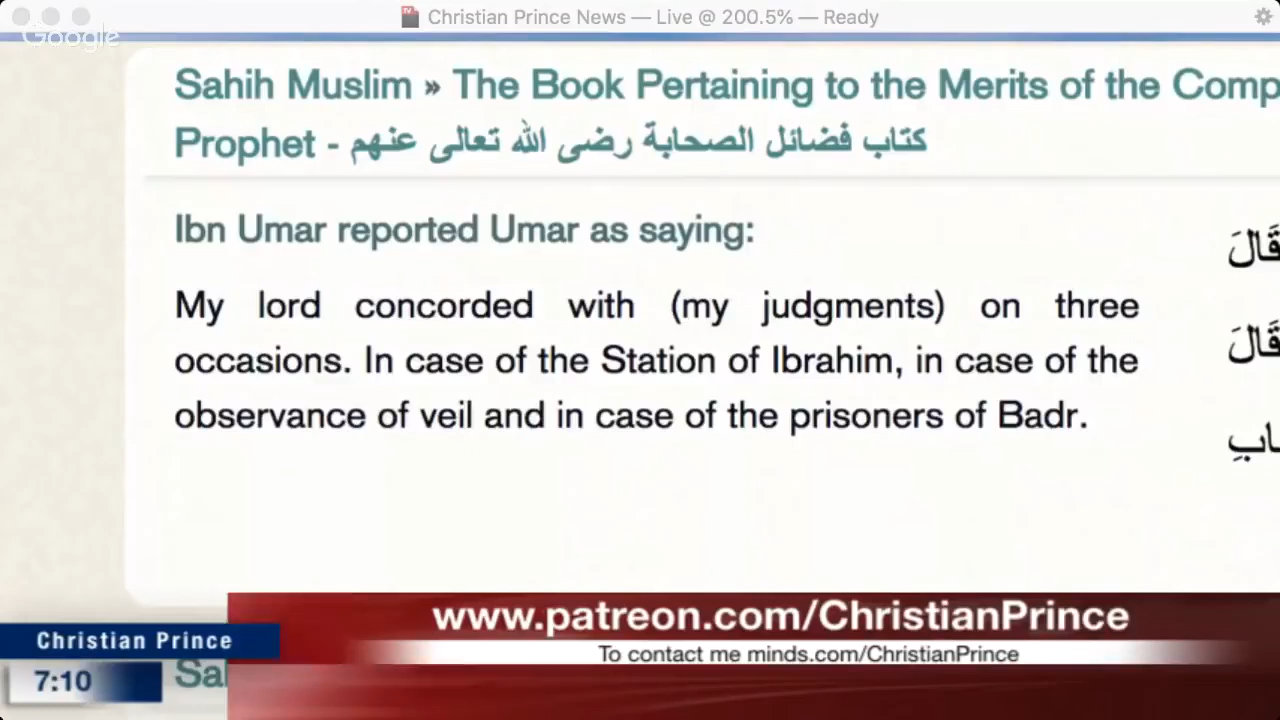 Christian Prince News — Live @ 200.5% — Ready
Google
Sahih Muslim » The Book Pertaining to the Merits of the Comp
Prophet - كتاب فضائل الصحابة رضى الله تعالى عنهم
Ibn Umar reported Umar as saying:
قَالَ
My lord concorded with (my judgments) on three
occasions. In case of the Station of Ibrahim, in case of the
قَالَ
observance of veil and in case of the prisoners of Badr.
www.patreon.com/ChristianPrince
Christian Prince
To contact me minds.com/ChristianPrince
7:10